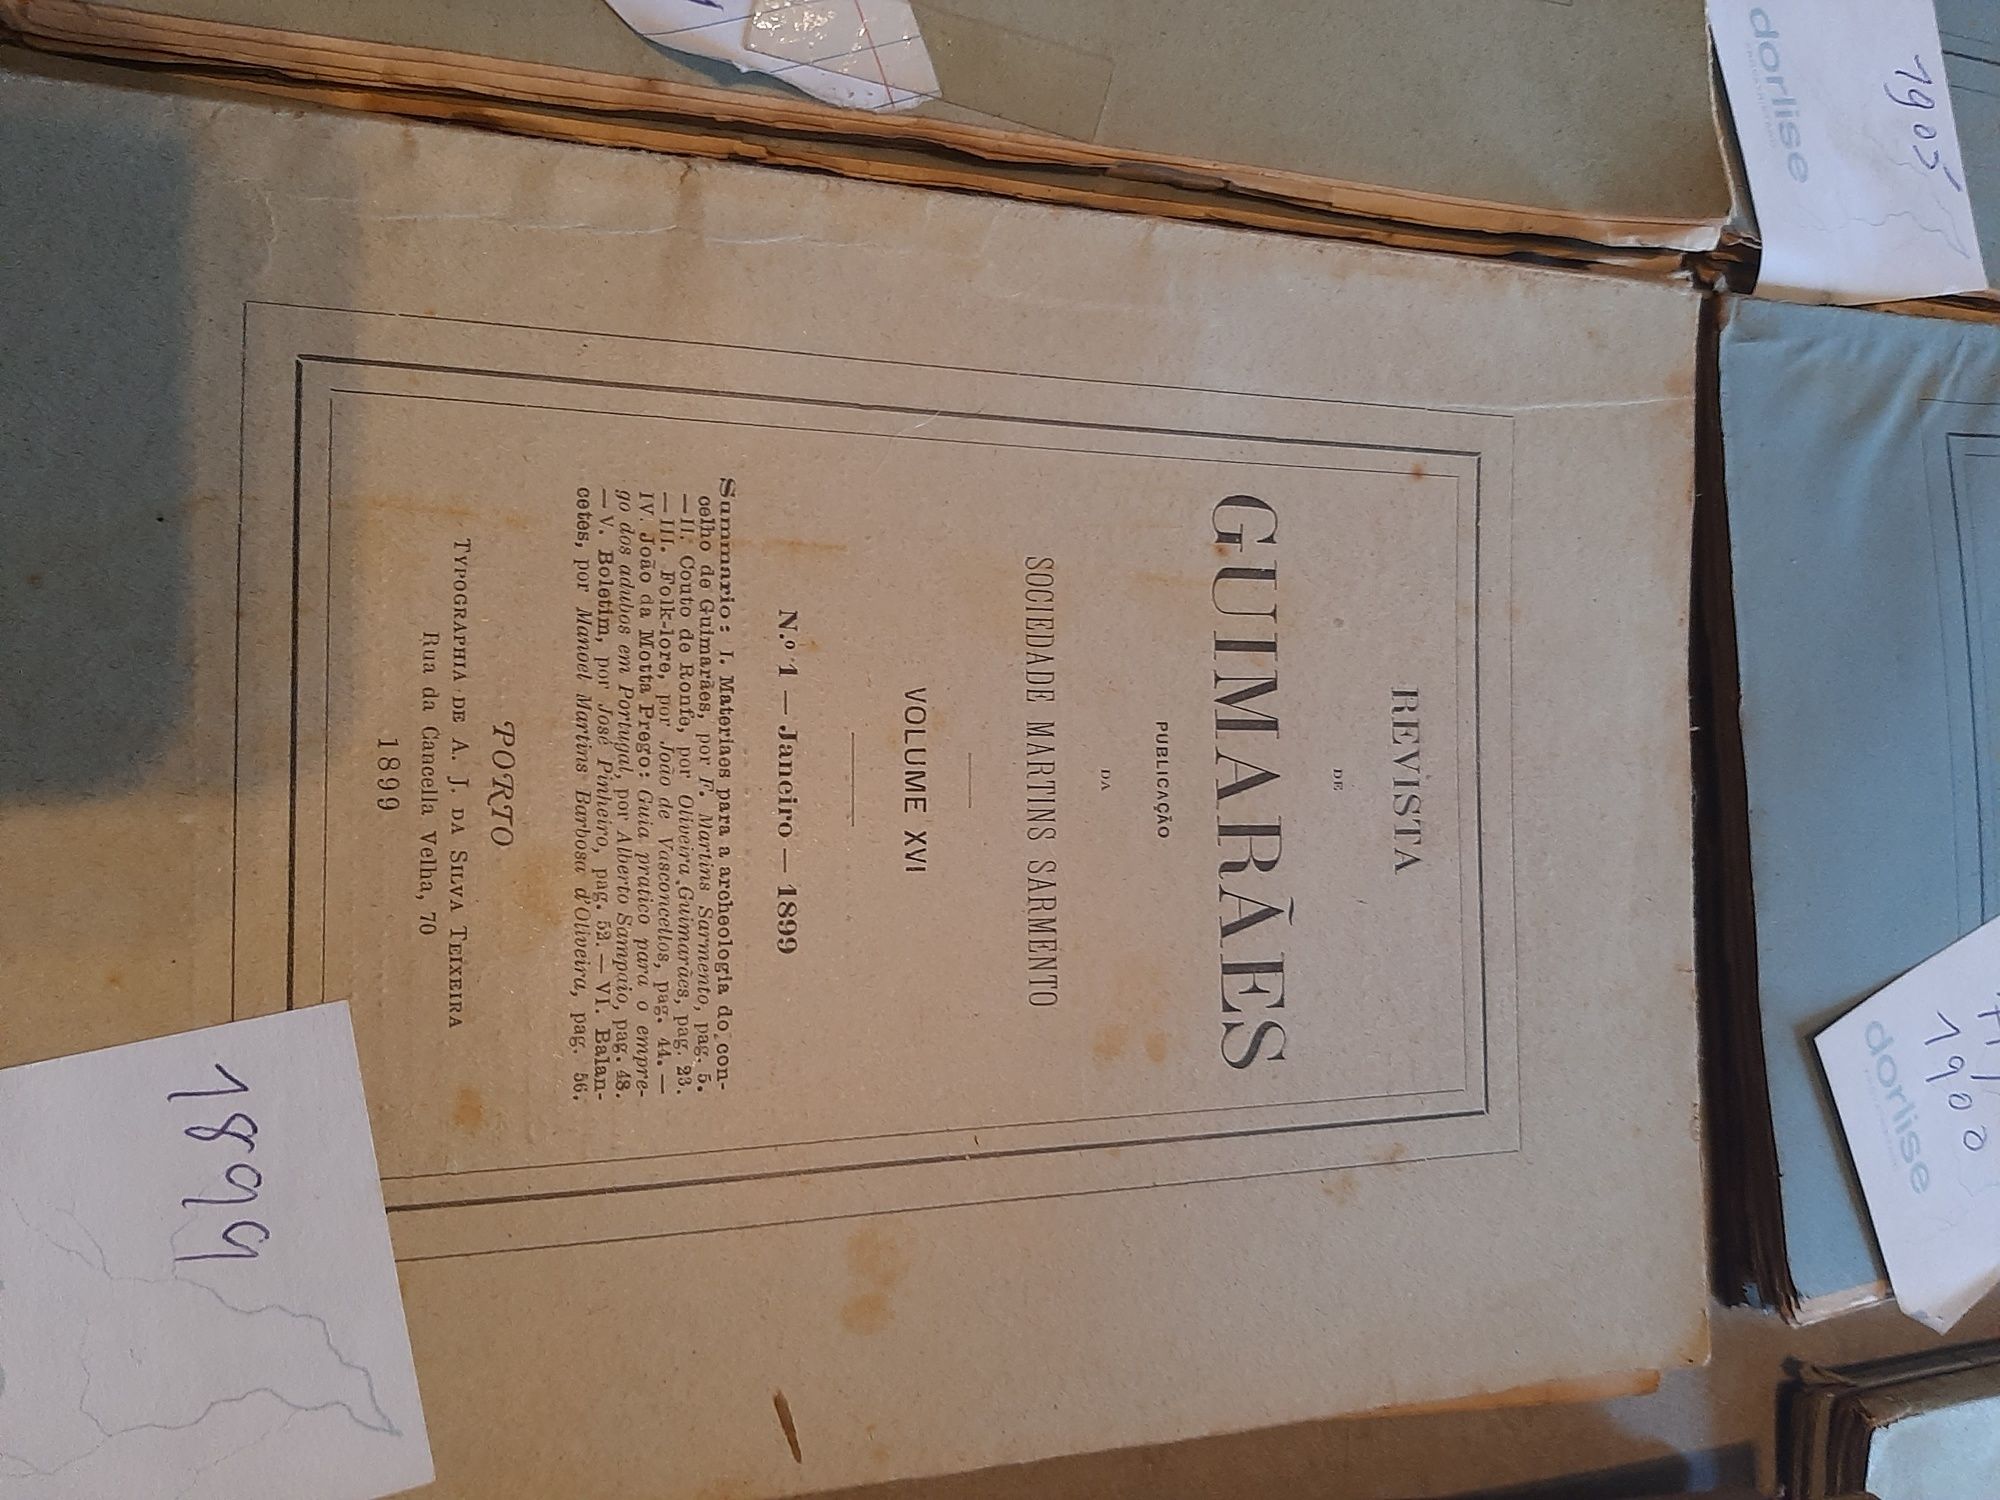 REVISTA
DE
GUIMARÃES
PUBLICAÇÃO
DA
SOCIEDADE MARTINS SARMENTO
VOLUME XVI
N.º 1 — Janeiro — 1899
Summario: I. Materiaes para a archeologia do con-
celho de Guimarães, por F. Martins Sarmento, pag. 5.
— II. Couto de Ronfe, por Oliveira Guimarães, pag. 23.
— III. Folk-lore, por João de Vasconcellos, pag. 44. —
IV. João da Motta Prego: Guia pratico para o empre-
go dos adubos em Portugal, por Alberto Sampaio, pag. 48.
— V. Boletim, por José Pinheiro, pag. 52. — VI. Balan-
cetes, por Manoel Martins Barbosa d'Oliveira, pag. 56.
PORTO
TYPOGRAPHIA DE A. J. DA SILVA TEIXEIRA
Rua da Cancella Velha, 70
1899
1899
1905
dorlise
1900
dorlise